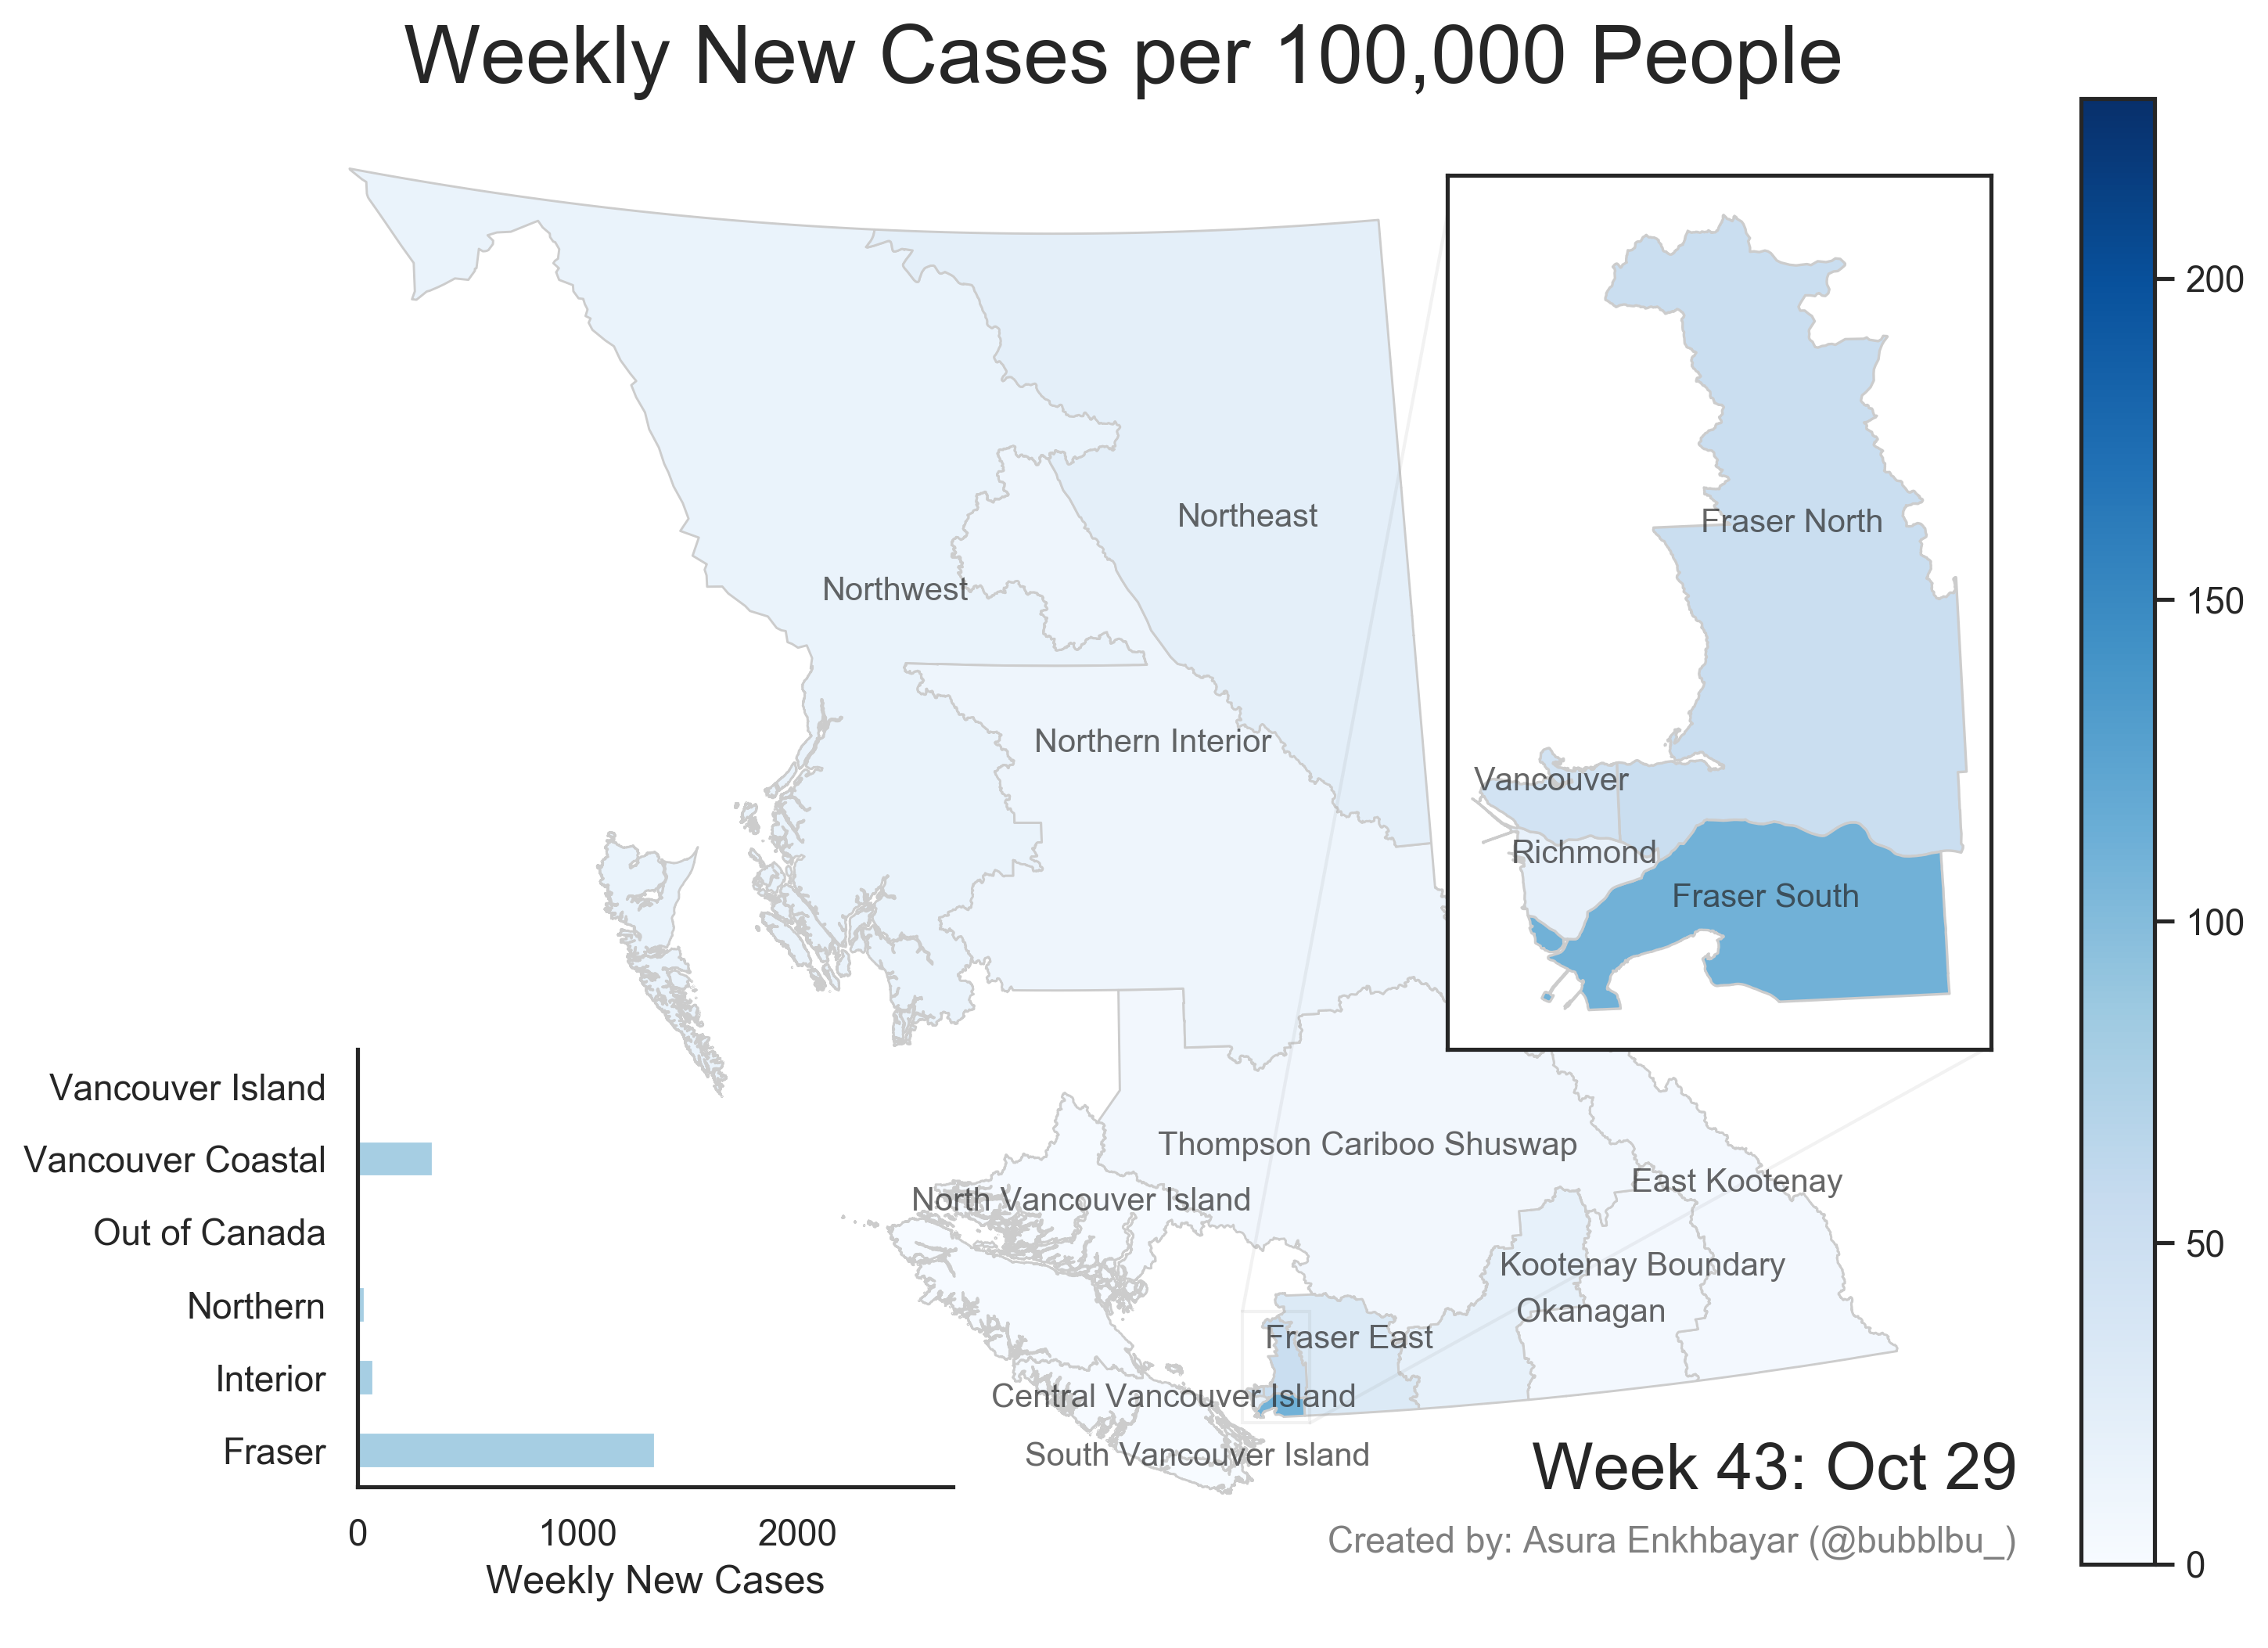 Weekly New Cases per 100,000 People
200
150
100
50
0
Northeast
Northwest
Northern Interior
Fraser North
Vancouver
Richmond
Fraser South
Thompson Cariboo Shuswap
East Kootenay
North Vancouver Island
Kootenay Boundary
Okanagan
Fraser East
Central Vancouver Island
South Vancouver Island
Vancouver Island
Vancouver Coastal
Out of Canada
Northern
Interior
Fraser
0 1000 2000
Weekly New Cases
Week 43: Oct 29
Created by: Asura Enkhbayar (@bubblbu_)